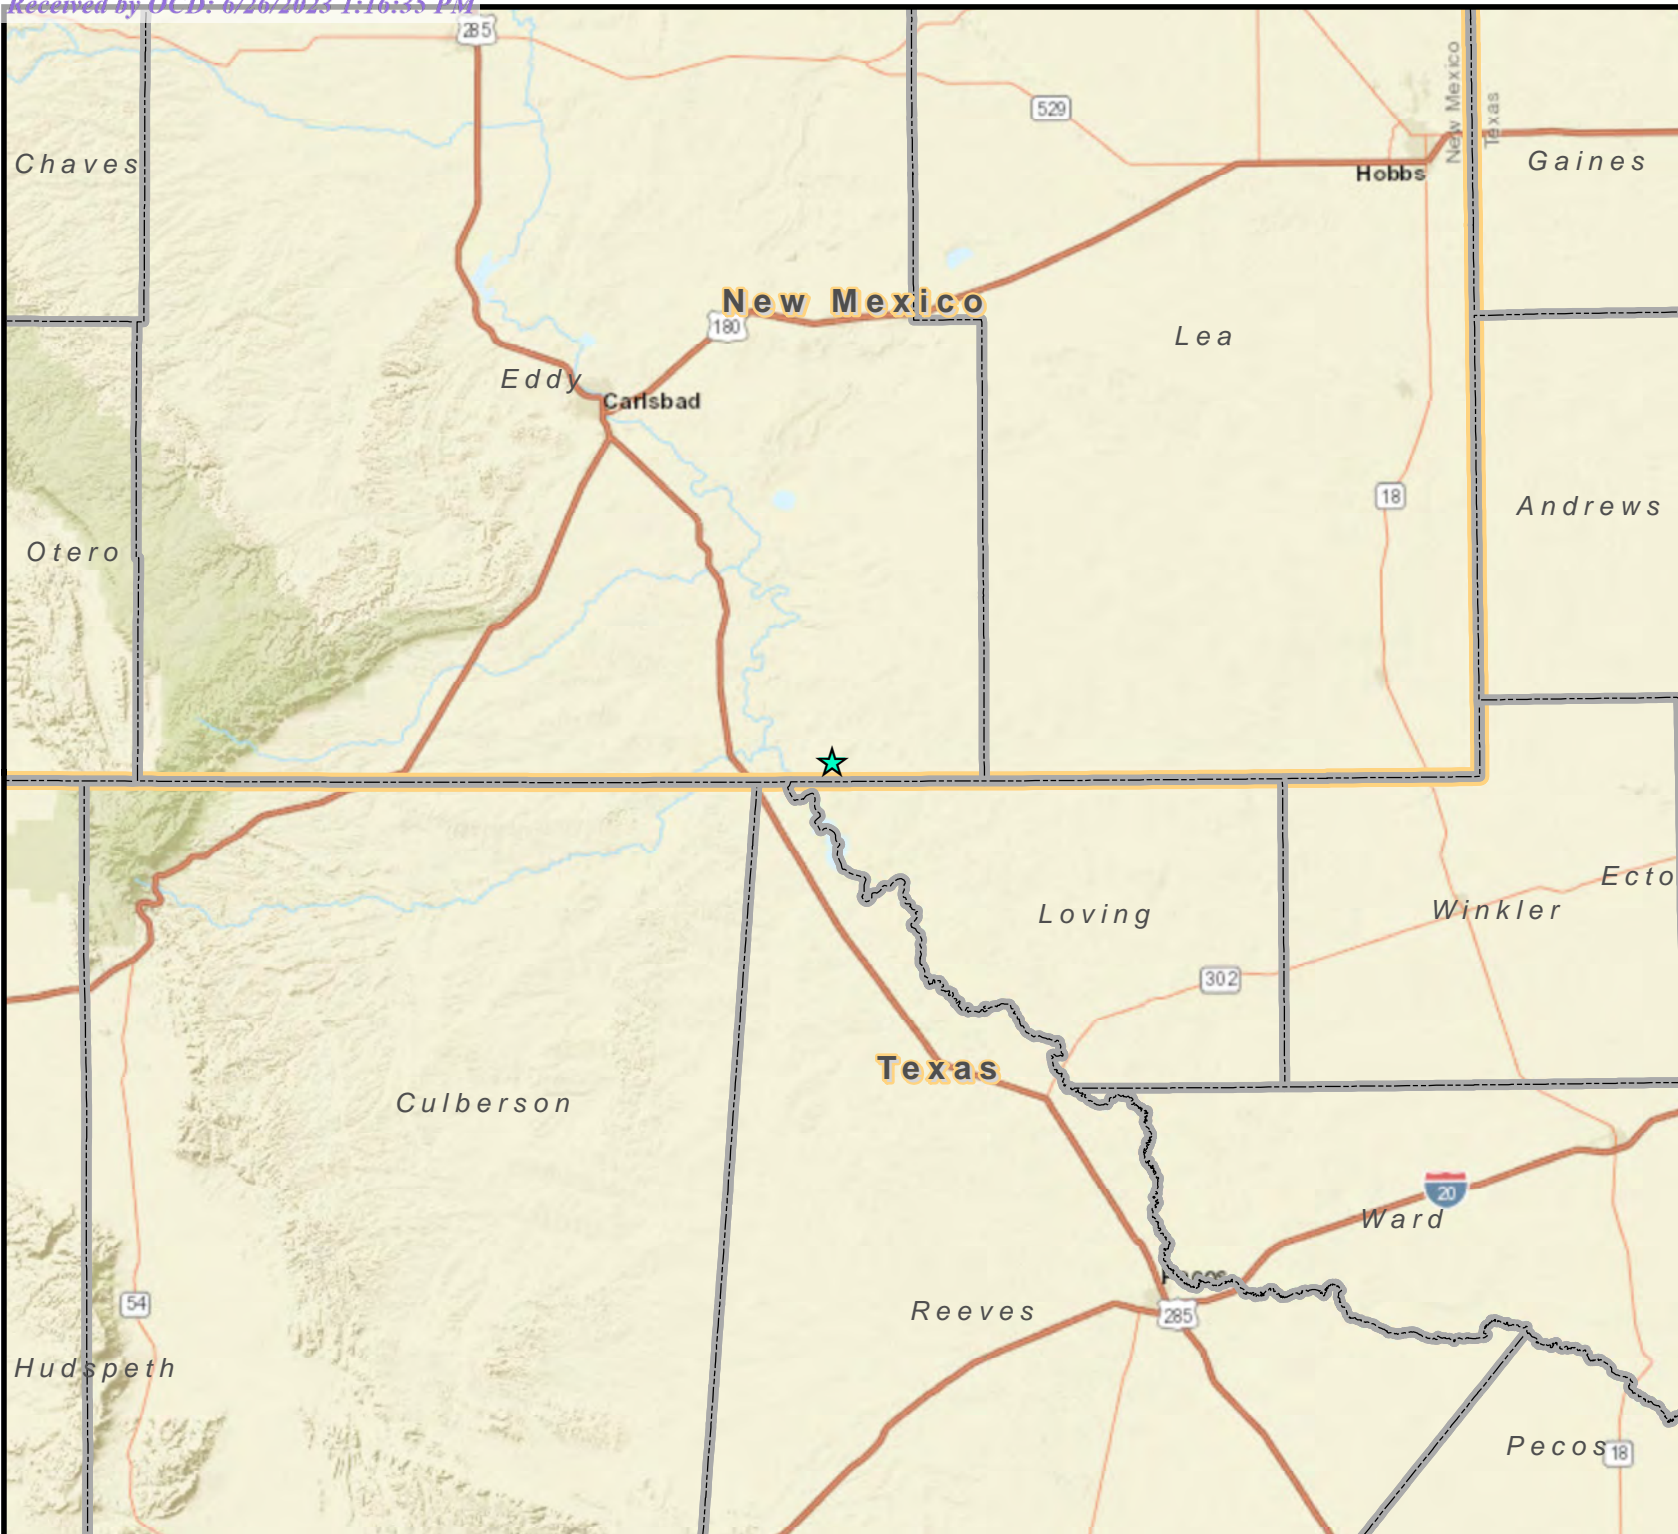 Received by OCD: 6/26/2023 1:16:35 PM
285
New Mexico
Texas
529
Chaves
Gaines
Hobbs
New Mexico
180
Lea
Eddy
Carlsbad
18
Andrews
Otero
Ecto
Loving
Winkler
302
Texas
Culberson
20
Ward
Pecos
54
Reeves
285
Hudspeth
Pecos
18